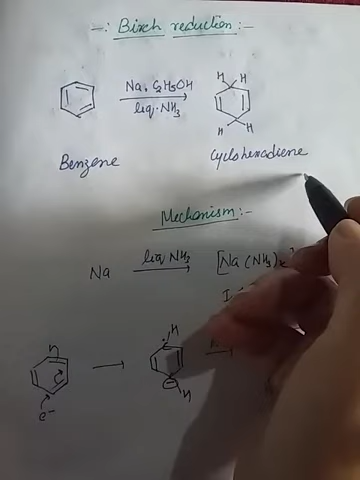 -: Birch reduction:-
Na. C2H5OH
liq. NH3
H H
H H
Benzene
Cyclohexadiene
Mechanism:-
Na liq NH3 [Na (NH3)x]
H
H
H
e-